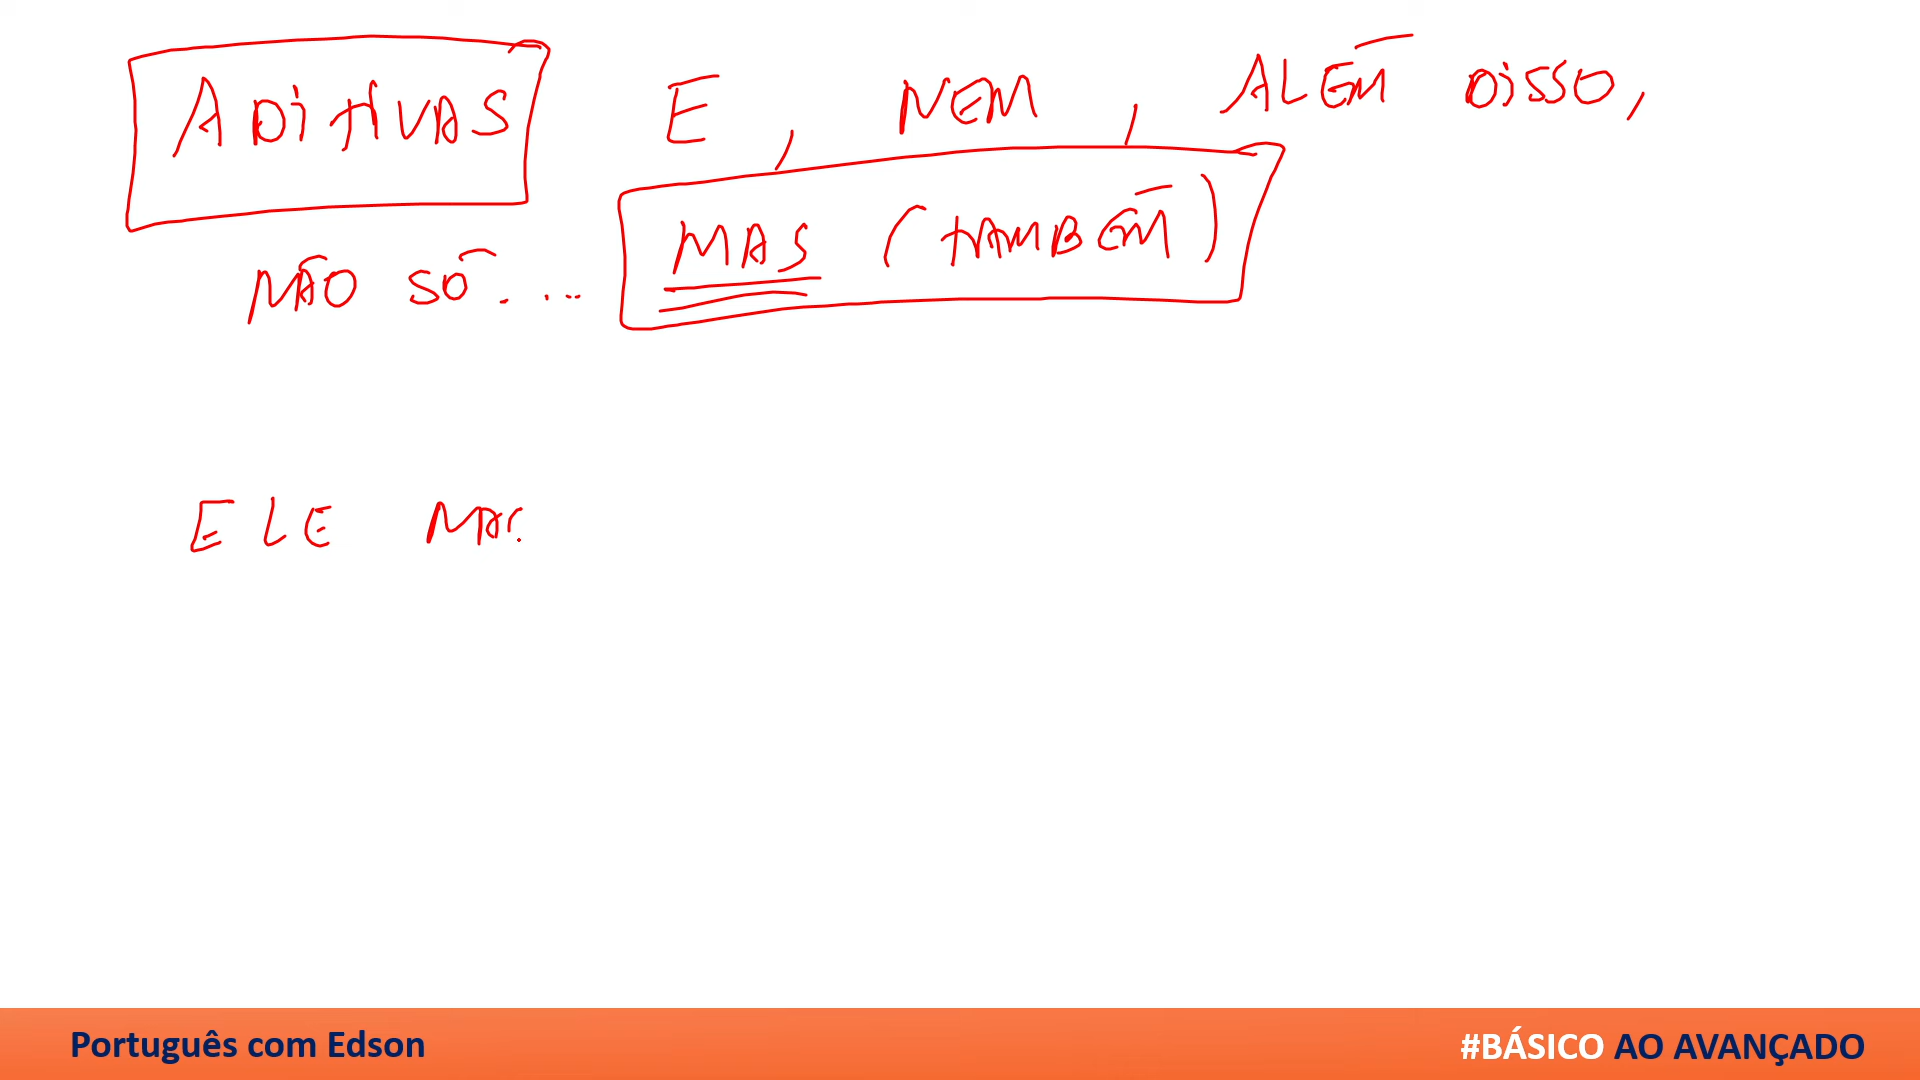 ADITIVAS E, NEM, ALÉM DISSO,
NÃO SÓ.... MAS (TAMBÉM)
ELE
Português com Edson
#BÁSICO AO AVANÇADO